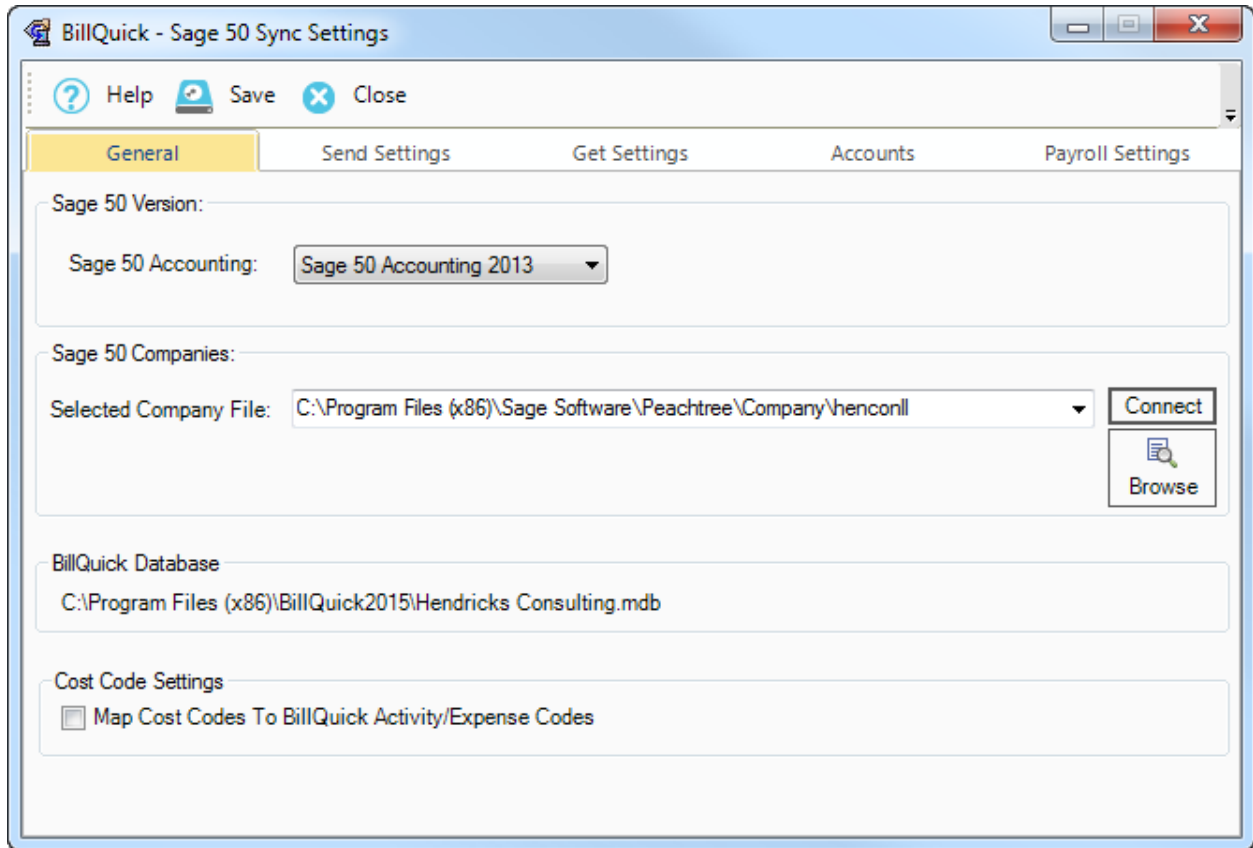 BillQuick - Sage 50 Sync Settings
Help Save Close
General Send Settings Get Settings Accounts Payroll Settings
Sage 50 Version:
Sage 50 Accounting: Sage 50 Accounting 2013
Sage 50 Companies:
Selected Company File: C:\Program Files (x86)\Sage Software\Peachtree\Company\henconll Connect
Browse
BillQuick Database
C:\Program Files (x86)\BillQuick2015\Hendricks Consulting.mdb
Cost Code Settings
Map Cost Codes To BillQuick Activity/Expense Codes